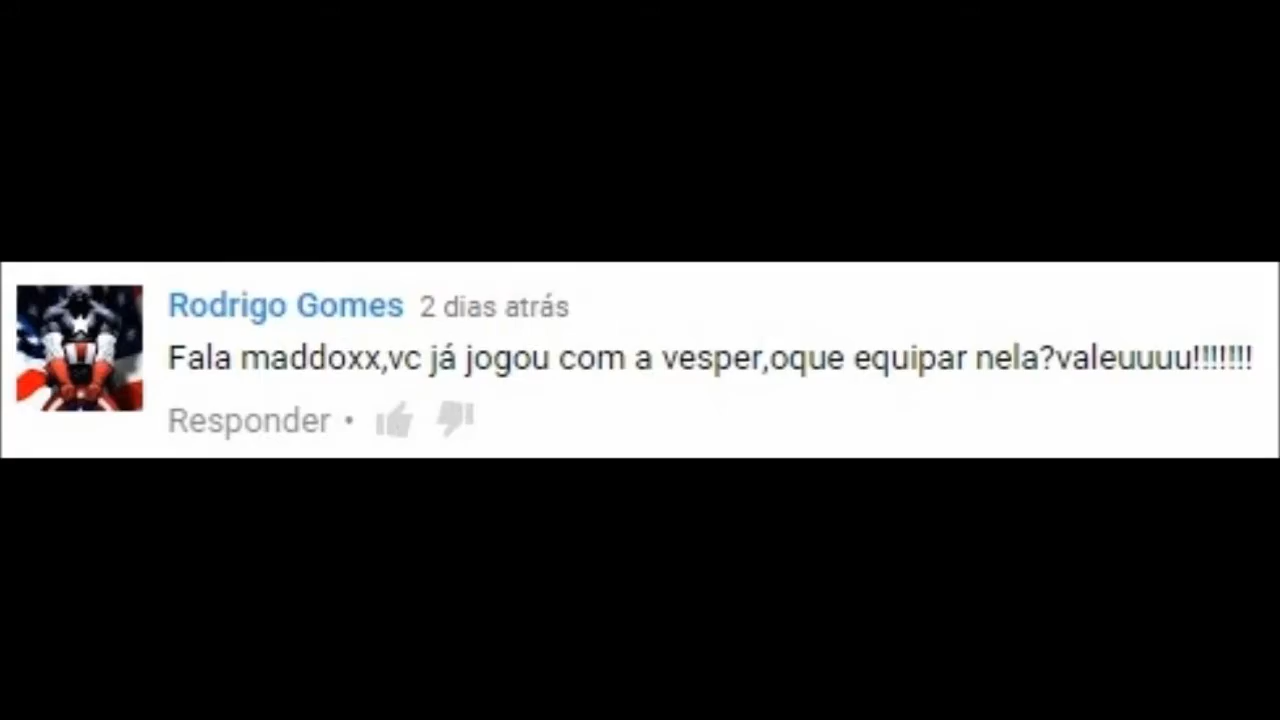 Rodrigo Gomes 2 dias atrás
Fala maddoxx,vc já jogou com a vesper,oque equipar nela?valeuuuu!!!!!!!
Responder •